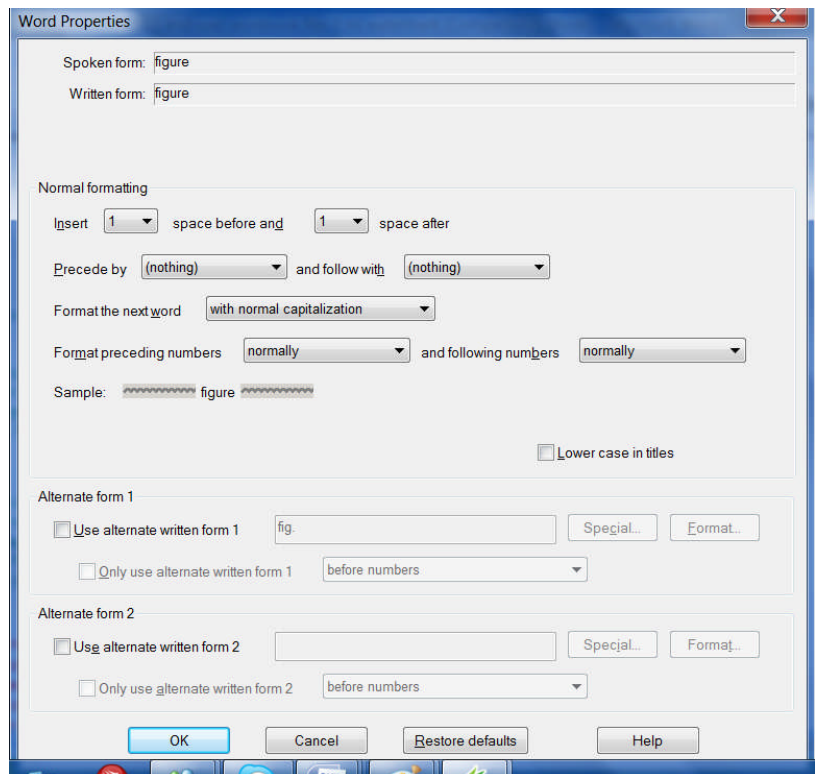 Word Properties
Spoken form: figure
Written form: figure
Normal formatting
Insert 1 space before and 1 space after
Precede by (nothing) and follow with (nothing)
Format the next word with normal capitalization
Format preceding numbers normally and following numbers normally
Sample: figure
Lower case in titles
Alternate form 1
Use alternate written form 1 fig. Special... Format...
Only use alternate written form 1 before numbers
Alternate form 2
Use alternate written form 2 Special... Format...
Only use alternate written form 2 before numbers
OK Cancel Restore defaults Help